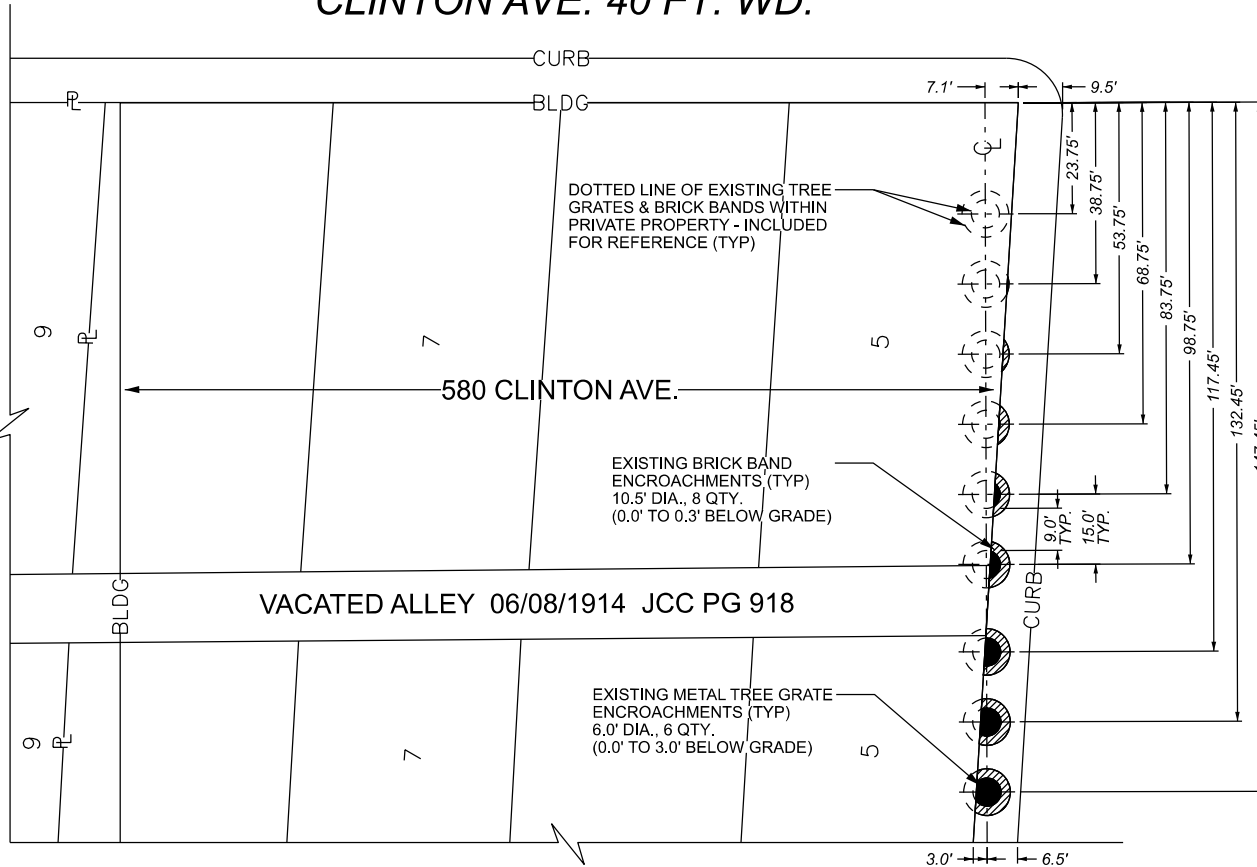 CLINTON AVE. 40 FT. WD.
CURB
7.1'
9.5'
PL
BLDG
CL
23.75'
38.75'
53.75'
68.75'
83.75'
98.75'
117.45'
132.45'
DOTTED LINE OF EXISTING TREE
GRATES & BRICK BANDS WITHIN
PRIVATE PROPERTY - INCLUDED
FOR REFERENCE (TYP)
9
PL
7
5
580 CLINTON AVE.
EXISTING BRICK BAND
ENCROACHMENTS (TYP)
10.5' DIA., 8 QTY.
(0.0' TO 0.3' BELOW GRADE)
9.0'
TYP.
15.0'
TYP.
BLDG
VACATED ALLEY 06/08/1914 JCC PG 918
CURB
EXISTING METAL TREE GRATE
ENCROACHMENTS (TYP)
6.0' DIA., 6 QTY.
(0.0' TO 3.0' BELOW GRADE)
9
PL
7
5
3.0'
6.5'